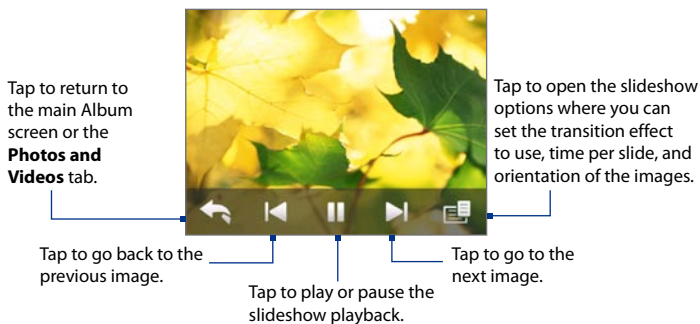 Tap to return to
the main Album
screen or the
Photos and
Videos tab.
Tap to open the slideshow
options where you can
set the transition effect
to use, time per slide, and
orientation of the images.
Tap to go back to the
previous image.
Tap to play or pause the
slideshow playback.
Tap to go to the
next image.